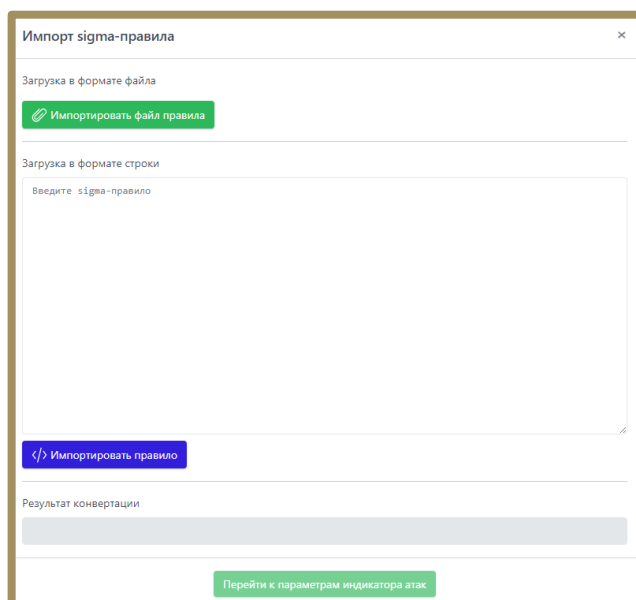 Импорт sigma-правила ×
Загрузка в формате файла
Импортировать файл правила
Загрузка в формате строки
Введите sigma-правило
</> Импортировать правило
Результат конвертации
Перейти к параметрам индикатора атак